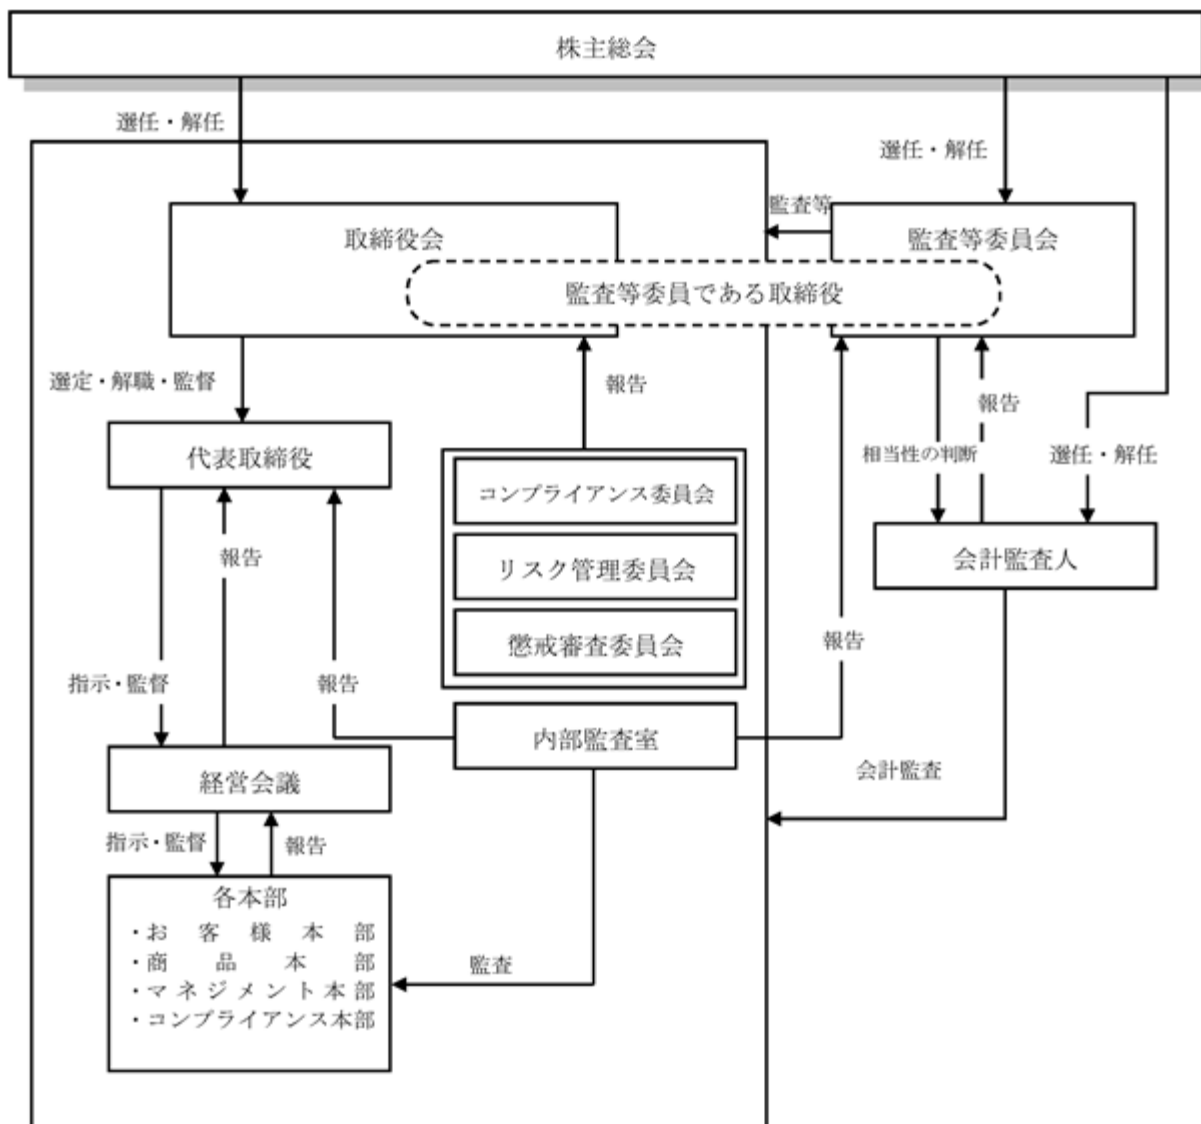 株主総会
選任・解任
選任・解任
監査等
取締役会
監査等委員会
監査等委員である取締役
選定・解職・監督
報告
報告
代表取締役
相当性の判断
選任・解任
コンプライアンス委員会
報告
会計監査人
リスク管理委員会
懲戒審査委員会
報告
指示・監督
報告
内部監査室
経営会議
会計監査
指示・監督
報告
各本部
・お客様本部
・商品本部
・マネジメント本部
・コンプライアンス本部
監査